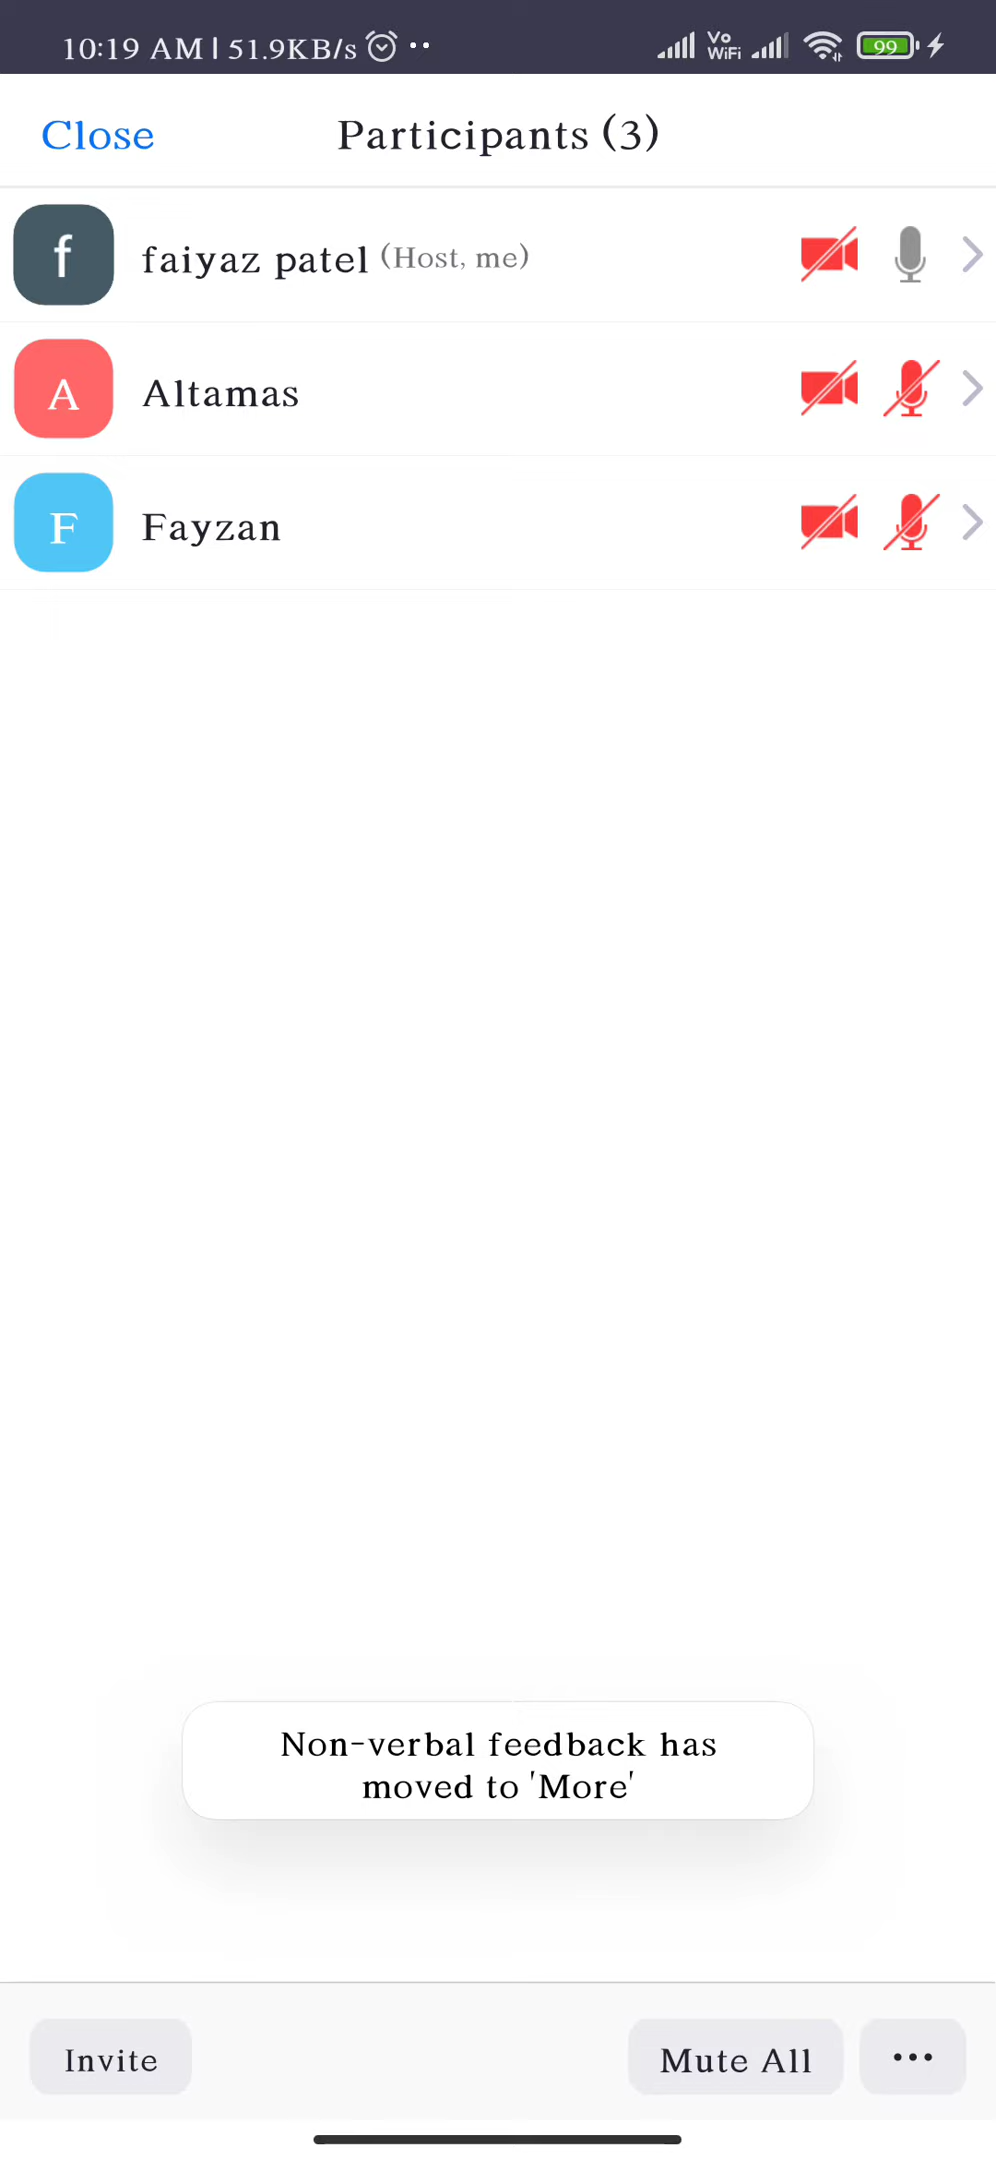 10:19 AM | 51.9KB/s Vo WiFi 99
Close Participants (3)
f faiyaz patel (Host, me)
A Altamas
F Fayzan
Non-verbal feedback has
moved to 'More'
Invite Mute All ...